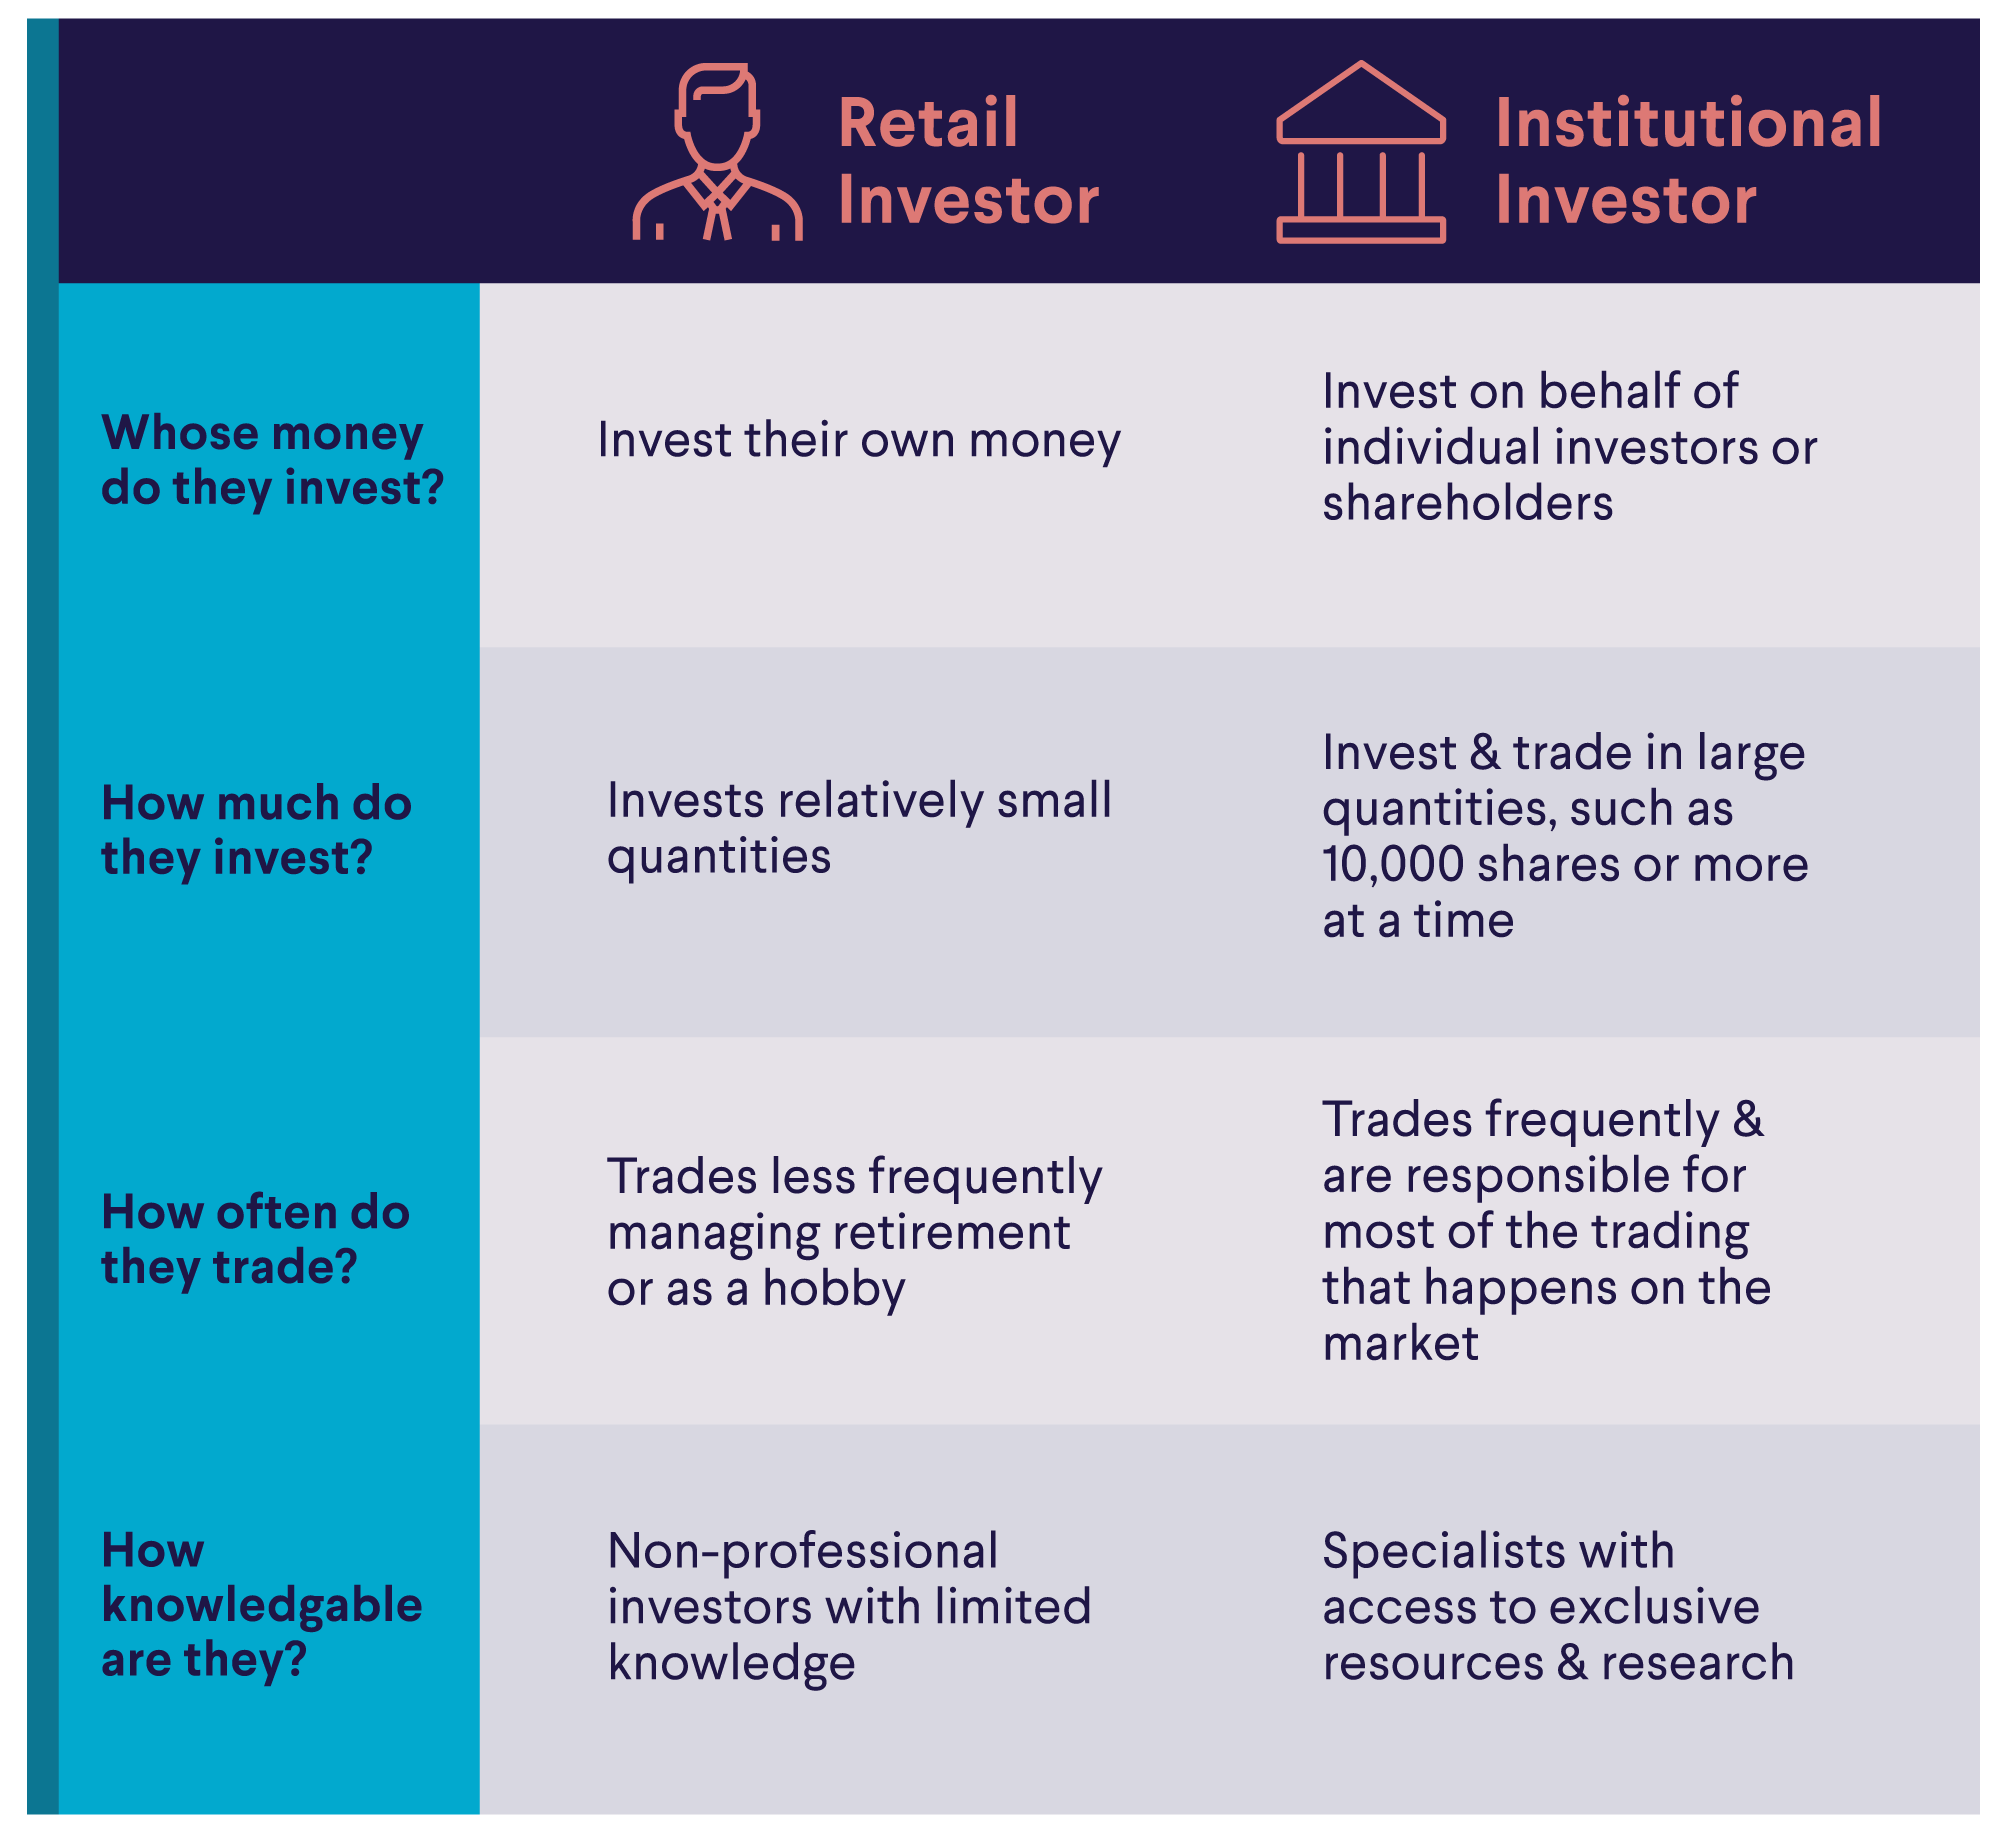 Retail
Investor
Institutional
Investor
Whose money
do they invest?
Invest their own money
Invest on behalf of
individual investors or
shareholders
How much do
they invest?
Invests relatively small
quantities
Invest & trade in large
quantities, such as
10,000 shares or more
at a time
How often do
they trade?
Trades less frequently
managing retirement
or as a hobby
Trades frequently &
are responsible for
most of the trading
that happens on the
market
How
knowledgable
are they?
Non-professional
investors with limited
knowledge
Specialists with
access to exclusive
resources & research